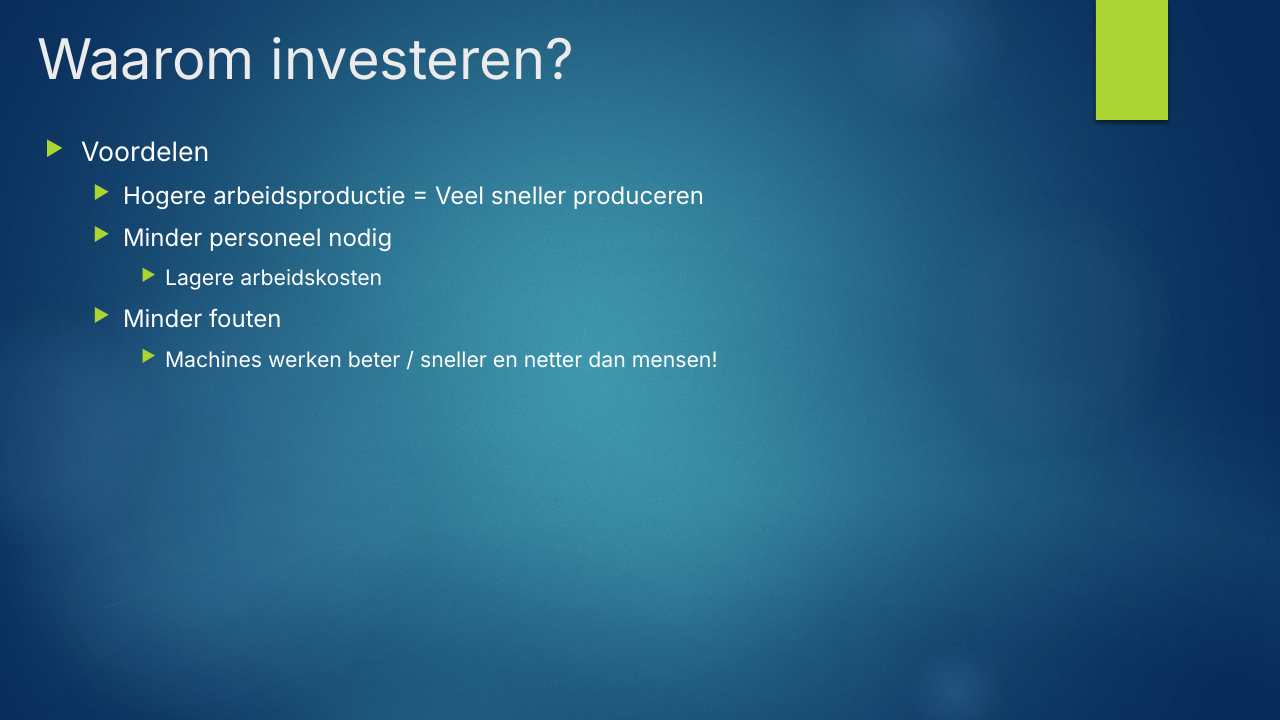 Waarom investeren?
Voordelen
Hogere arbeidsproductie = Veel sneller produceren
Minder personeel nodig
Lagere arbeidskosten
Minder fouten
Machines werken beter / sneller en netter dan mensen!